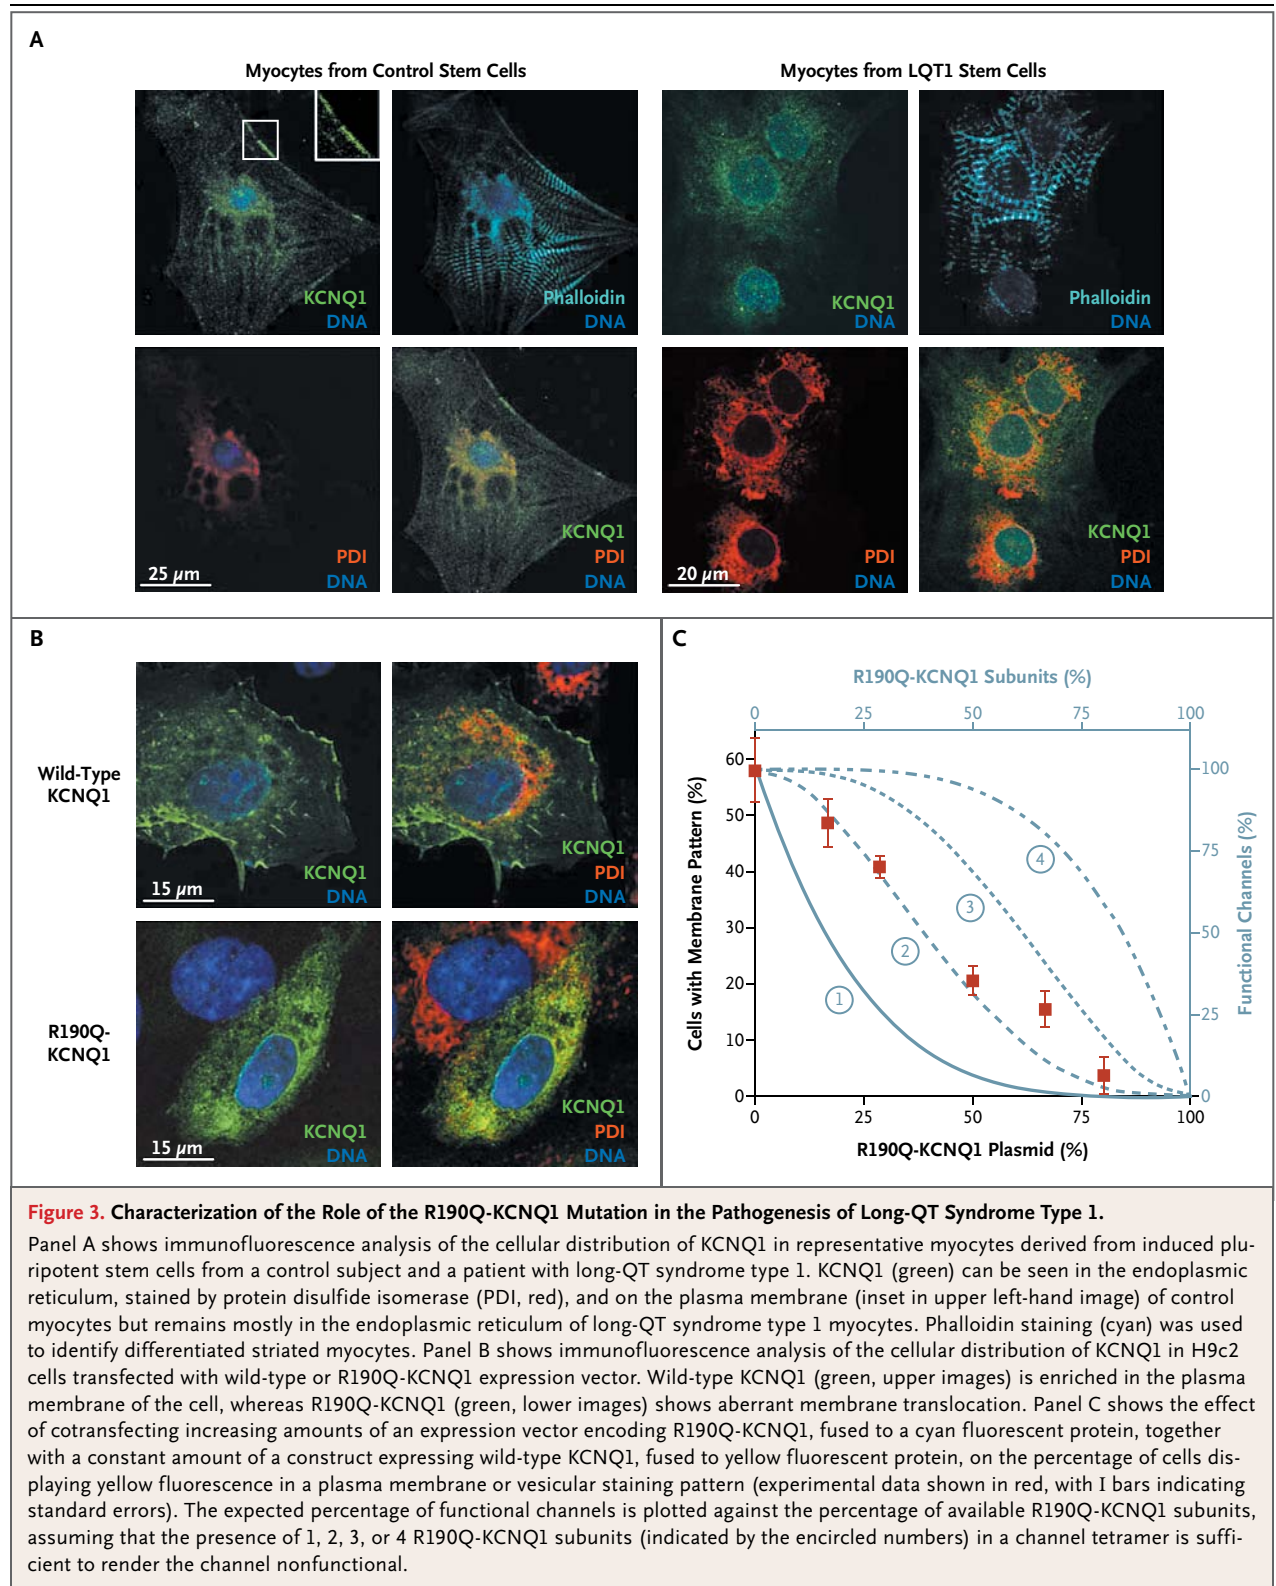 A
Myocytes from Control Stem Cells
Myocytes from LQT1 Stem Cells
KCNQ1
DNA
Phalloidin
DNA
KCNQ1
DNA
Phalloidin
DNA
25 µm
PDI
DNA
KCNQ1
PDI
DNA
20 µm
PDI
DNA
KCNQ1
PDI
DNA
B
Wild-Type
KCNQ1
15 µm
KCNQ1
DNA
KCNQ1
PDI
DNA
R190Q-
KCNQ1
15 µm
KCNQ1
DNA
KCNQ1
PDI
DNA
C
R190Q-KCNQ1 Subunits (%)
0 25 50 75 100
Cells with Membrane Pattern (%)
60
50
40
30
20
10
0
1
2
3
4
Functional Channels (%)
100
75
50
25
0
0 25 50 75 100
R190Q-KCNQ1 Plasmid (%)
Figure 3. Characterization of the Role of the R190Q-KCNQ1 Mutation in the Pathogenesis of Long-QT Syndrome Type 1.
Panel A shows immunofluorescence analysis of the cellular distribution of KCNQ1 in representative myocytes derived from induced plu-
ripotent stem cells from a control subject and a patient with long-QT syndrome type 1. KCNQ1 (green) can be seen in the endoplasmic
reticulum, stained by protein disulfide isomerase (PDI, red), and on the plasma membrane (inset in upper left-hand image) of control
myocytes but remains mostly in the endoplasmic reticulum of long-QT syndrome type 1 myocytes. Phalloidin staining (cyan) was used
to identify differentiated striated myocytes. Panel B shows immunofluorescence analysis of the cellular distribution of KCNQ1 in H9c2
cells transfected with wild-type or R190Q-KCNQ1 expression vector. Wild-type KCNQ1 (green, upper images) is enriched in the plasma
membrane of the cell, whereas R190Q-KCNQ1 (green, lower images) shows aberrant membrane translocation. Panel C shows the effect
of cotransfecting increasing amounts of an expression vector encoding R190Q-KCNQ1, fused to a cyan fluorescent protein, together
with a constant amount of a construct expressing wild-type KCNQ1, fused to yellow fluorescent protein, on the percentage of cells dis-
playing yellow fluorescence in a plasma membrane or vesicular staining pattern (experimental data shown in red, with I bars indicating
standard errors). The expected percentage of functional channels is plotted against the percentage of available R190Q-KCNQ1 subunits,
assuming that the presence of 1, 2, 3, or 4 R190Q-KCNQ1 subunits (indicated by the encircled numbers) in a channel tetramer is suffi-
cient to render the channel nonfunctional.